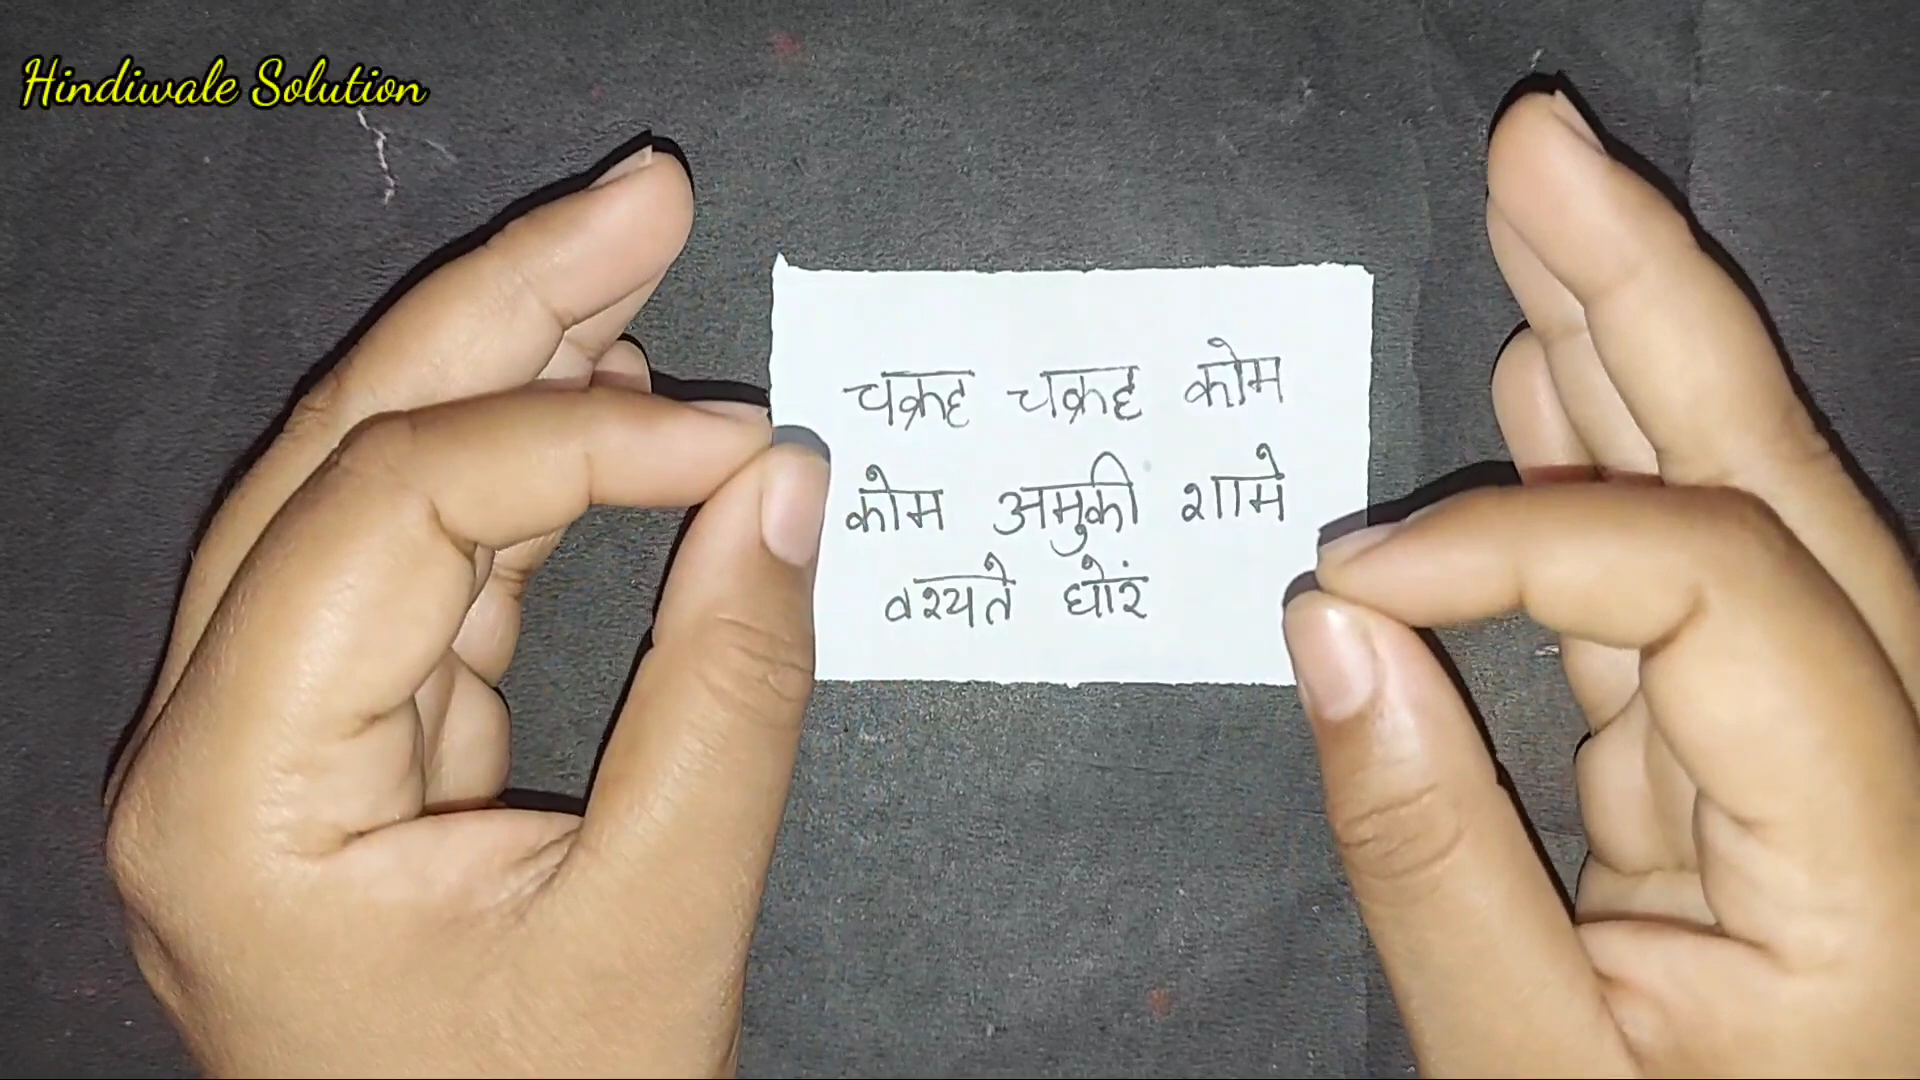 Hindiwale Solution
चक्रह चक्रह कोम
कोम अमुकी शामे
वश्यते घोरं